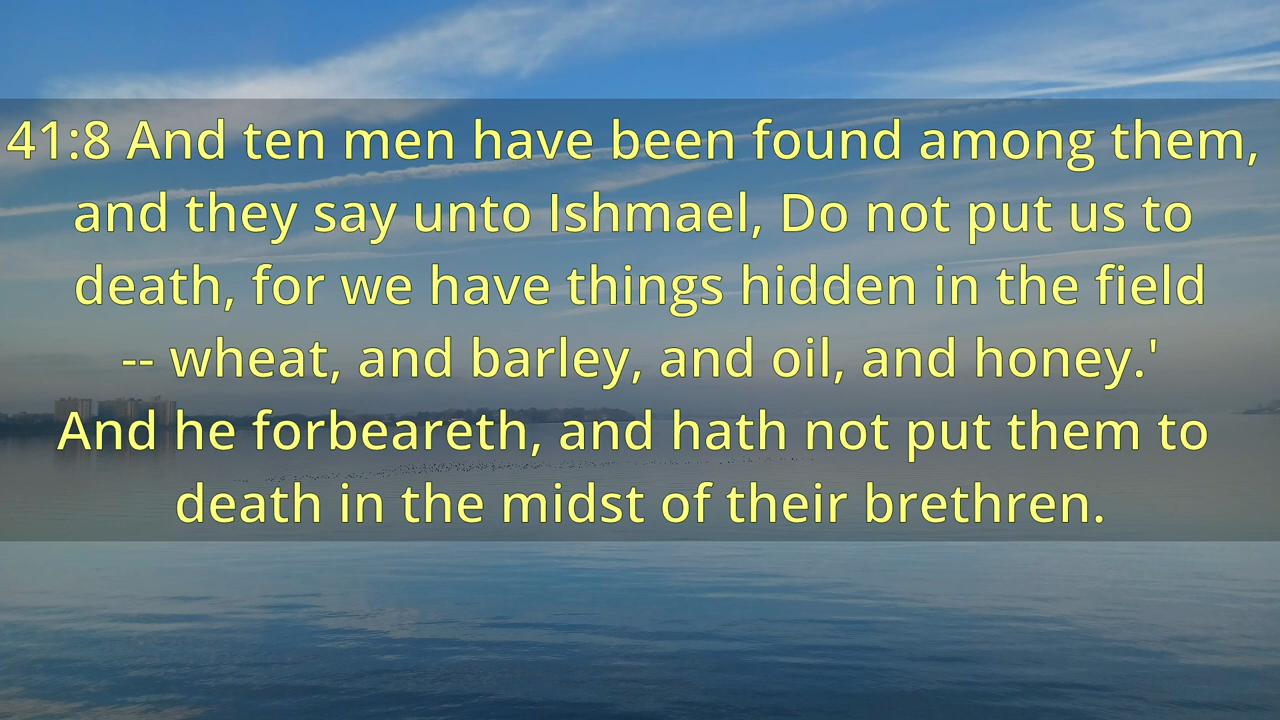 41:8 And ten men have been found among them,
and they say unto Ishmael, Do not put us to
death, for we have things hidden in the field
-- wheat, and barley, and oil, and honey.'
And he forbeareth, and hath not put them to
death in the midst of their brethren.